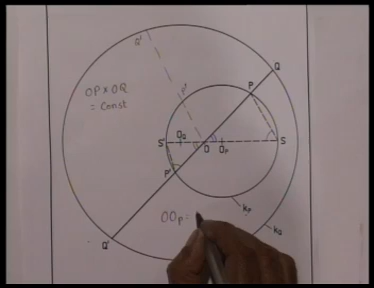 Q'
Q
OP x OQ
= Const
P'
P
S'
O_Q
O
O_P
S
P'
k_P
OO_P =
k_Q
Q'